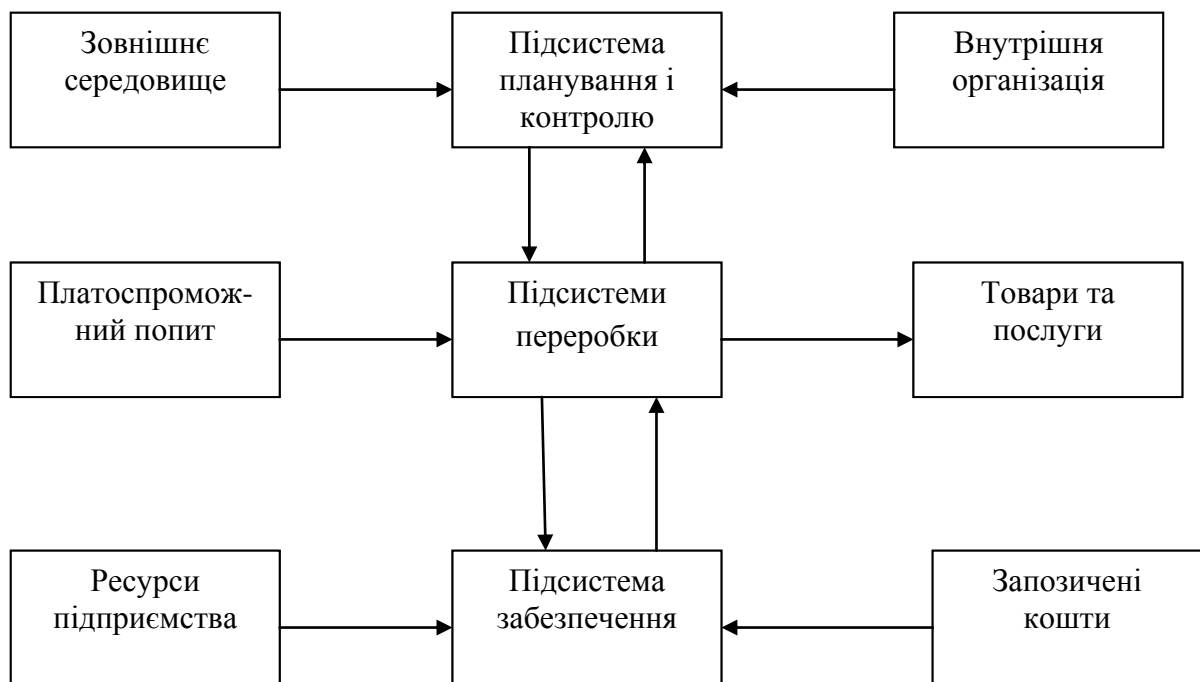 Зовнішнє
середовище
Підсистема
планування і
контролю
Внутрішня
організація
Платоспромож-
ний попит
Підсистеми
переробки
Товари та
послуги
Ресурси
підприємства
Підсистема
забезпечення
Запозичені
кошти